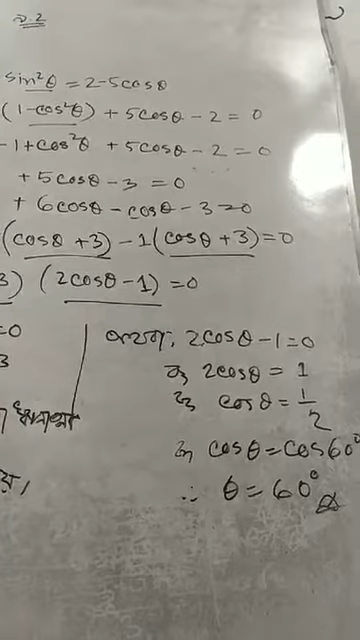 ২.2
sin²θ = 2-5cosθ
(1-cos²θ) + 5cosθ - 2 = 0
-1+cos²θ + 5cosθ - 2 = 0
+ 5cosθ - 3 = 0
+ 6cosθ - cosθ - 3 = 0
(cosθ + 3) - 1(cosθ + 3) = 0
3) (2cosθ - 1) = 0
=0
3
অথবা, 2cosθ - 1 = 0
বা, 2cosθ = 1
বা, cosθ = 1/2
বা, cosθ = cos60°
∴ θ = 60°